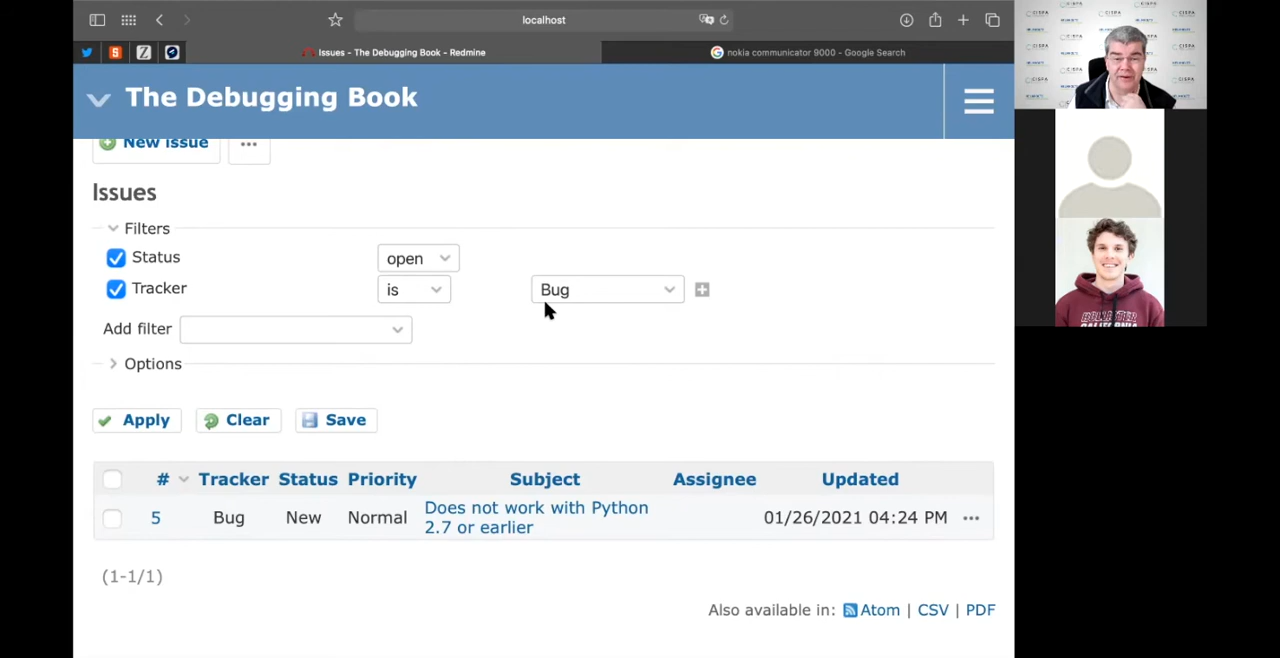 localhost
Issues - The Debugging Book - Redmine
nokia communicator 9000 - Google Search
The Debugging Book
New Issue
Issues
Filters
Status open
Tracker is Bug
Add filter
Options
Apply Clear Save
# Tracker Status Priority Subject Assignee Updated
5 Bug New Normal Does not work with Python 01/26/2021 04:24 PM
2.7 or earlier
(1-1/1)
Also available in: Atom | CSV | PDF
CISPA
HOLLISTER
CALIFORNIA